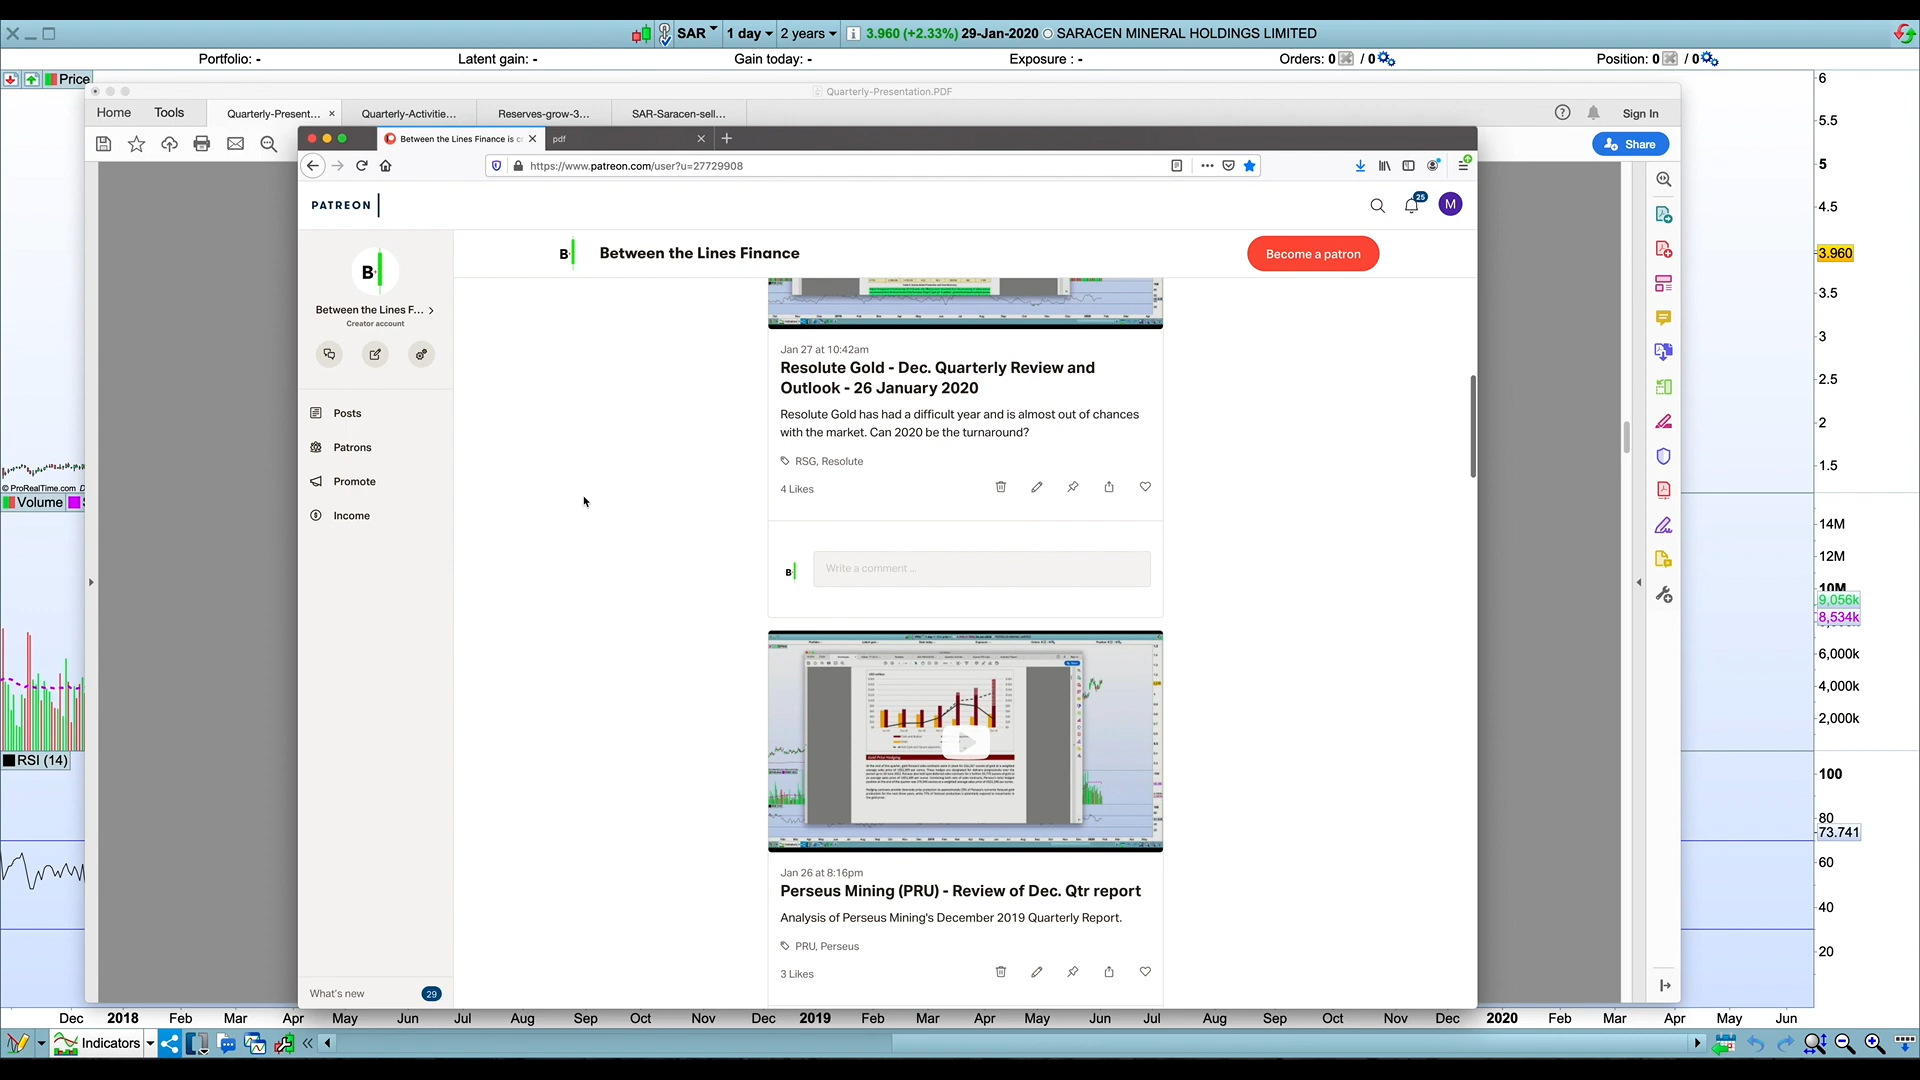 SAR 1 day 2 years 3.960 (+2.33%) 29-Jan-2020 SARACEN MINERAL HOLDINGS LIMITED
Portfolio: - Latent gain: - Gain today: - Exposure : - Orders: 0 / 0 Position: 0 / 0
Price
Quarterly-Presentation.PDF
Home Tools Quarterly-Present... Quarterly-Activitie... Reserves-grow-3... SAR-Saracen-sell... Sign In
Between the Lines Finance is c
pdf
Share
https://www.patreon.com/user?u=27729908
PATREON
25
M
B
Between the Lines Finance
Become a patron
B
Between the Lines F...
Creator account
Posts
Patrons
Promote
Income
What's new 29
Jan 27 at 10:42am
Resolute Gold - Dec. Quarterly Review and
Outlook - 26 January 2020
Resolute Gold has had a difficult year and is almost out of chances
with the market. Can 2020 be the turnaround?
RSG, Resolute
4 Likes
B
Write a comment ...
Jan 26 at 8:16pm
Perseus Mining (PRU) - Review of Dec. Qtr report
Analysis of Perseus Mining's December 2019 Quarterly Report.
PRU, Perseus
3 Likes
© ProRealTime.com
Volume
RSI (14)
6
5.5
5
4.5
3.960
3.5
3
2.5
2
1.5
14M
12M
10M
9,056k
8,534k
6,000k
4,000k
2,000k
100
80
73.741
60
40
20
Dec 2018 Feb Mar Apr May Jun Jul Aug Sep Oct Nov Dec 2019 Feb Mar Apr May Jun Jul Aug Sep Oct Nov Dec 2020 Feb Mar Apr May Jun
Indicators